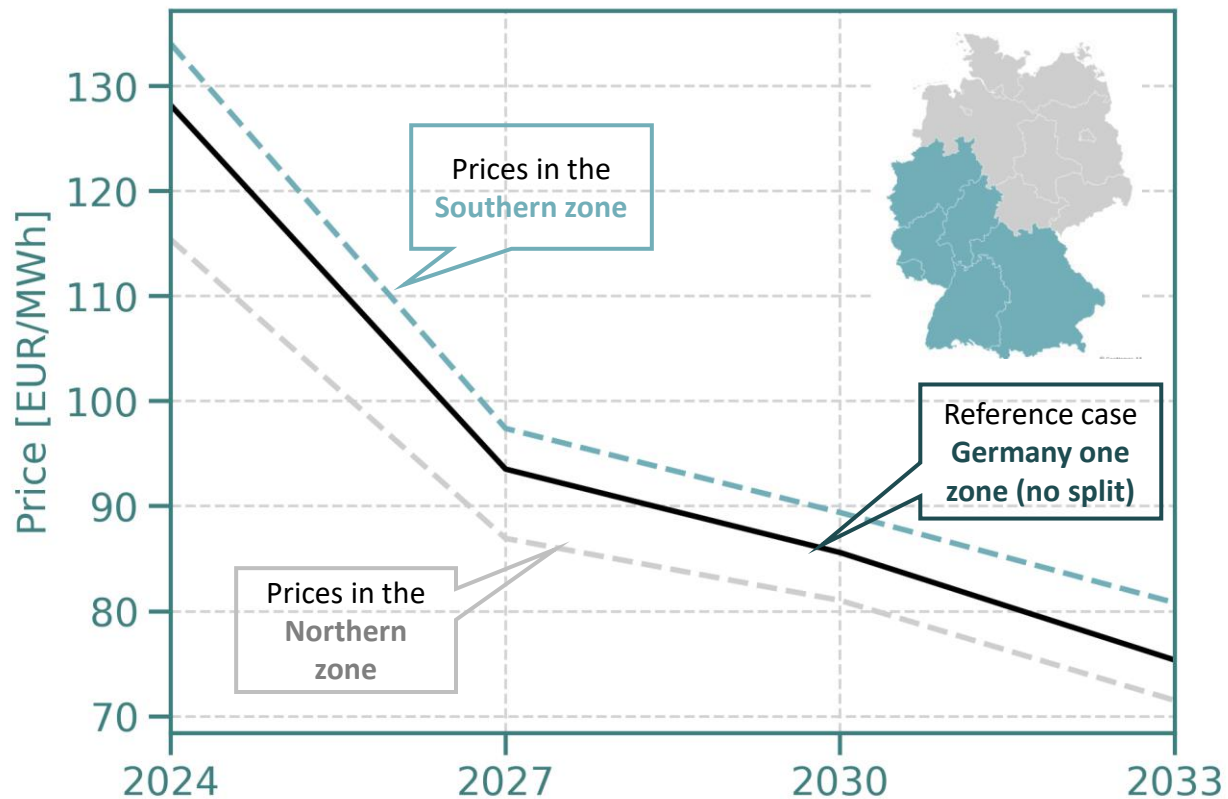 Price [EUR/MWh]
130
120
110
100
90
80
70
2024
2027
2030
2033
Prices in the
Southern zone
Reference case
Germany one
zone (no split)
Prices in the
Northern
zone